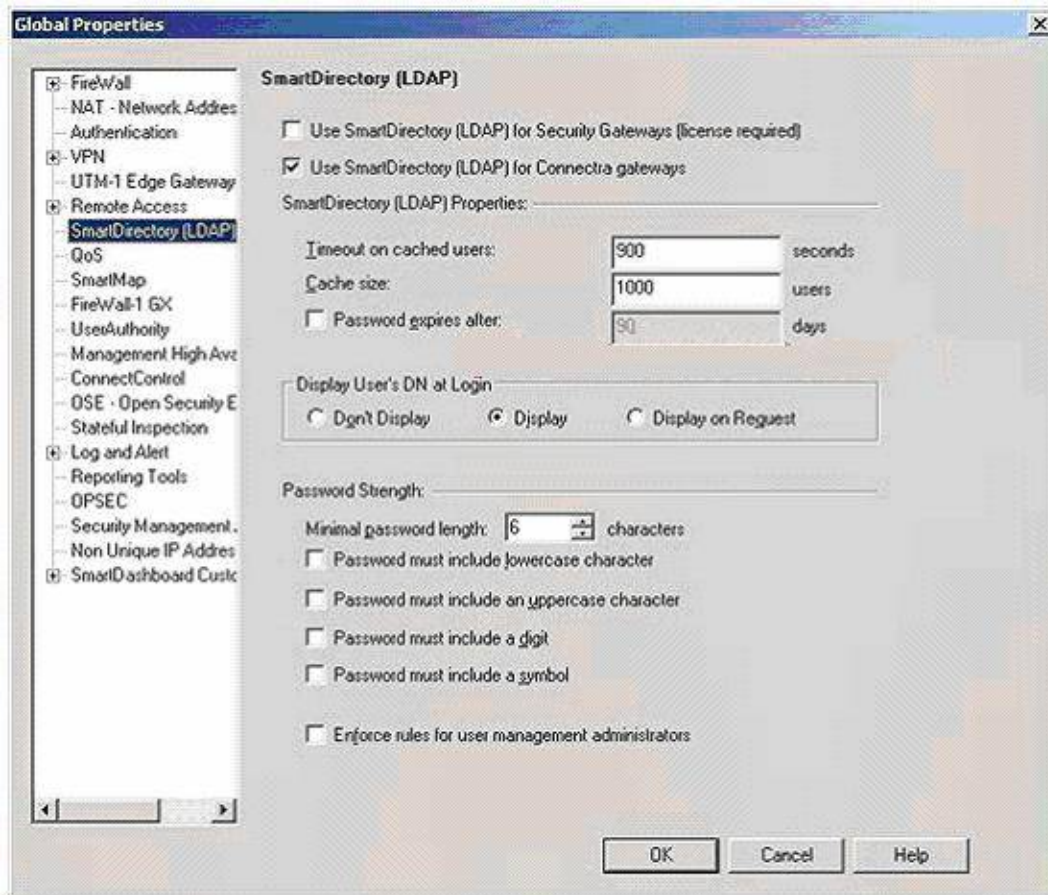 Global Properties
FireWall
NAT - Network Addres
Authentication
VPN
UTM-1 Edge Gateway
Remote Access
SmartDirectory (LDAP)
QoS
SmartMap
FireWall-1 GX
UserAuthority
Management High Ava
ConnectControl
OSE - Open Security E
Stateful Inspection
Log and Alert
Reporting Tools
OPSEC
Security Management.
Non Unique IP Addres
SmartDashboard Custo
SmartDirectory (LDAP)
Use SmartDirectory (LDAP) for Security Gateways (license required)
Use SmartDirectory (LDAP) for Connectra gateways
SmartDirectory (LDAP) Properties:
Timeout on cached users: 900 seconds
Cache size: 1000 users
Password expires after: 90 days
Display User's DN at Login
Don't Display Display Display on Request
Password Strength:
Minimal password length: 6 characters
Password must include lowercase character
Password must include an uppercase character
Password must include a digit
Password must include a symbol
Enforce rules for user management administrators
OK Cancel Help